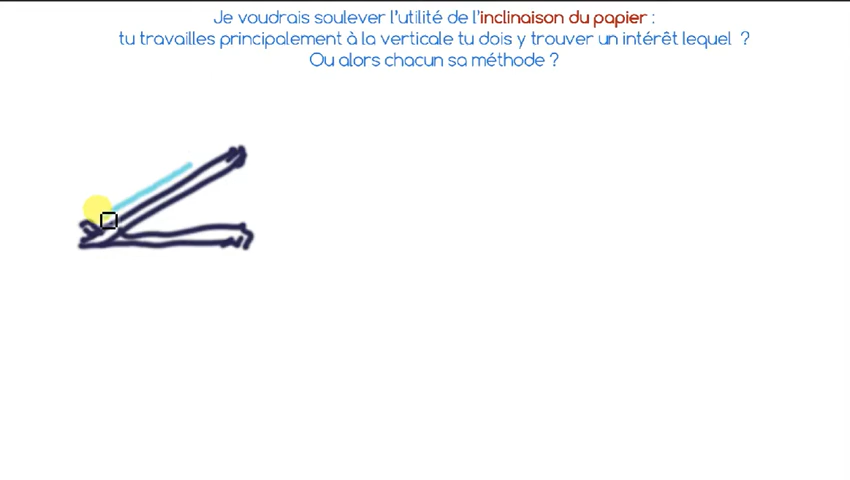 Je voudrais soulever l'utilité de l'inclinaison du papier :
tu travailles principalement à la verticale tu dois y trouver un intérêt lequel ?
Ou alors chacun sa méthode ?